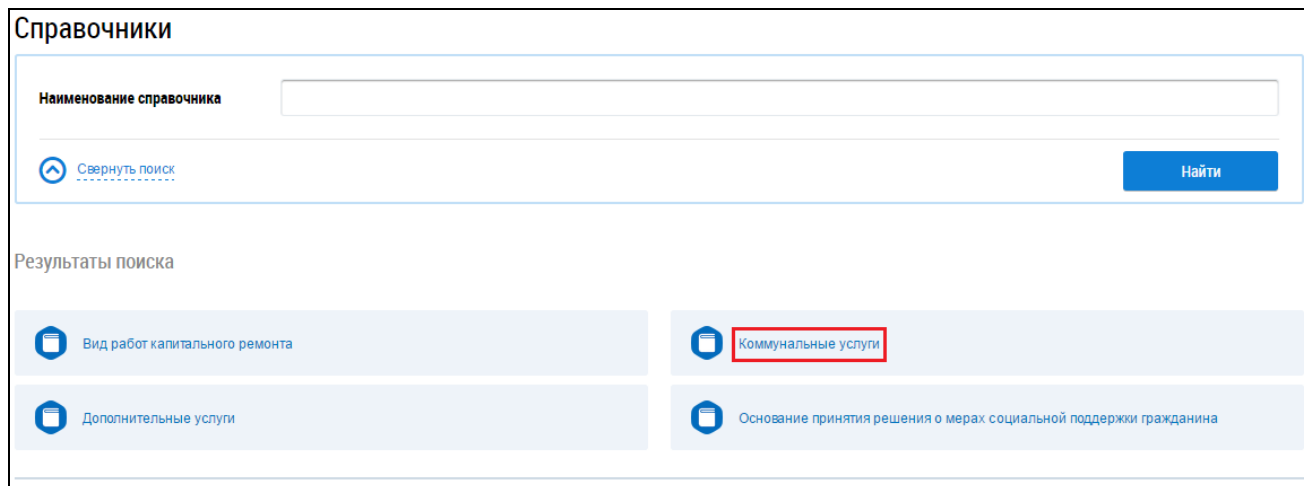 Справочники
Наименование справочника
Свернуть поиск
Найти
Результаты поиска
Вид работ капитального ремонта
Коммунальные услуги
Дополнительные услуги
Основание принятия решения о мерах социальной поддержки гражданина